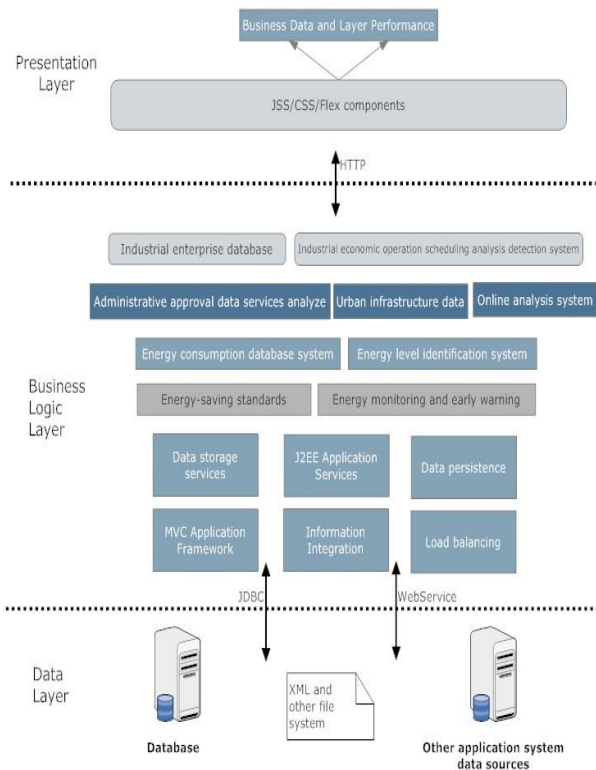 Business Data and Layer Performance
Presentation
Layer
JSS/CSS/Flex components
HTTP
Industrial enterprise database
Industrial economic operation scheduling analysis detection system
Administrative approval data services analyze
Urban infrastructure data
Online analysis system
Energy consumption database system
Energy level identification system
Business
Logic
Layer
Energy-saving standards
Energy monitoring and early warning
Data storage
services
J2EE Application
Services
Data persistence
MVC Application
Framework
Information
Integration
Load balancing
JDBC
WebService
Data
Layer
XML and
other file
system
Database
Other application system
data sources